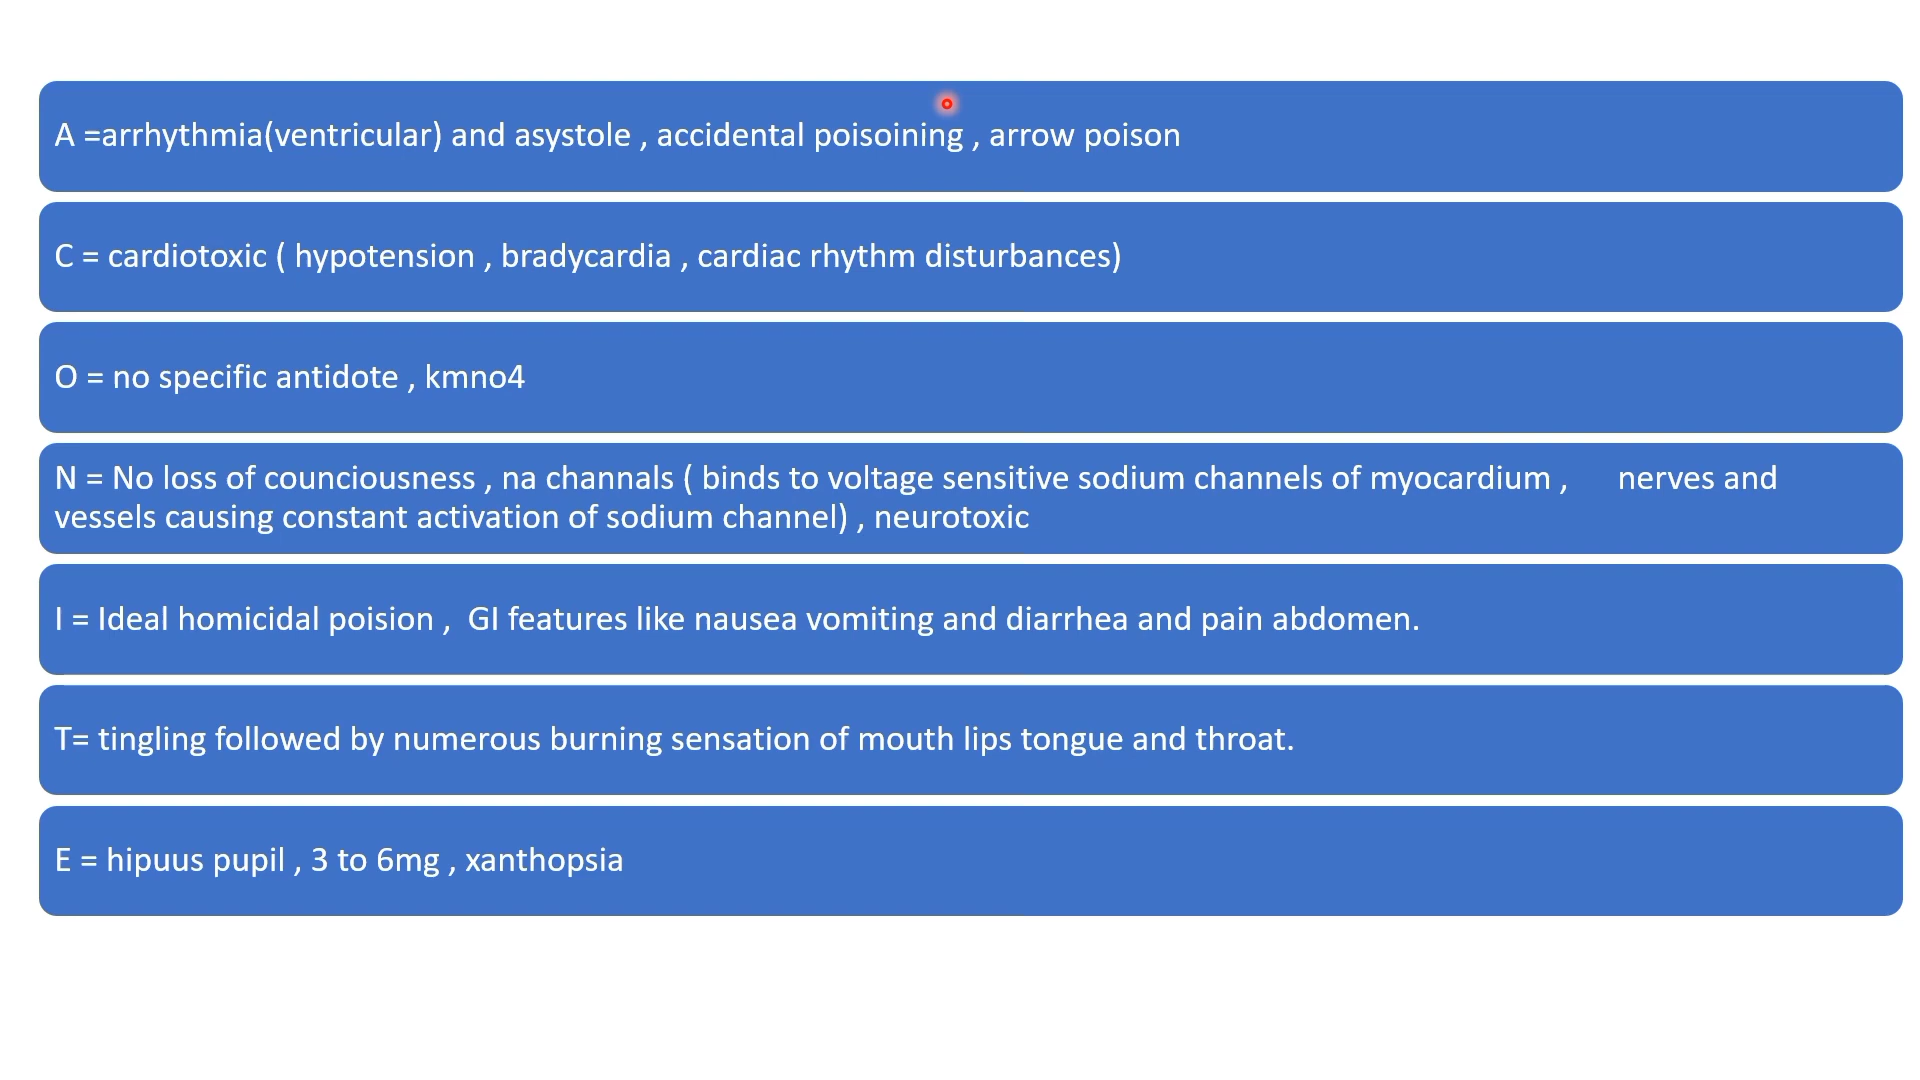 A =arrhythmia(ventricular) and asystole , accidental poisoining , arrow poison
C = cardiotoxic ( hypotension , bradycardia , cardiac rhythm disturbances)
O = no specific antidote , kmno4
N = No loss of counciousness , na channals ( binds to voltage sensitive sodium channels of myocardium , nerves and
vessels causing constant activation of sodium channel) , neurotoxic
I = Ideal homicidal poision , GI features like nausea vomiting and diarrhea and pain abdomen.
T= tingling followed by numerous burning sensation of mouth lips tongue and throat.
E = hipuus pupil , 3 to 6mg , xanthopsia